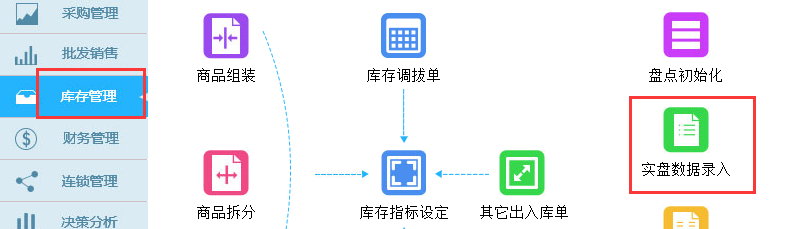 采购管理
批发销售
库存管理
财务管理
连锁管理
决策分析
商品组装
库存调拔单
盘点初始化
实盘数据录入
商品拆分
库存指标设定
其它出入库单